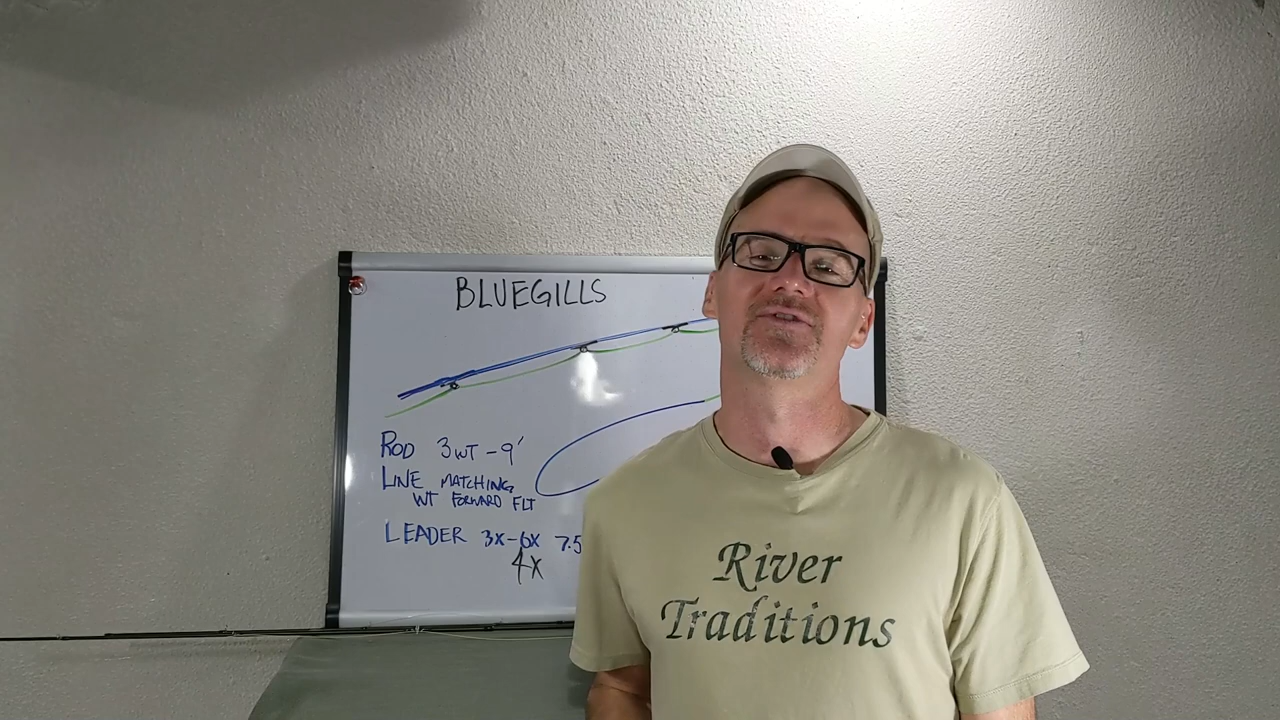 BLUEGILLS
ROD 3WT - 9'
LINE MATCHING
WT FORWARD FLT
LEADER 3X-6X 7.5
4X
River
Traditions